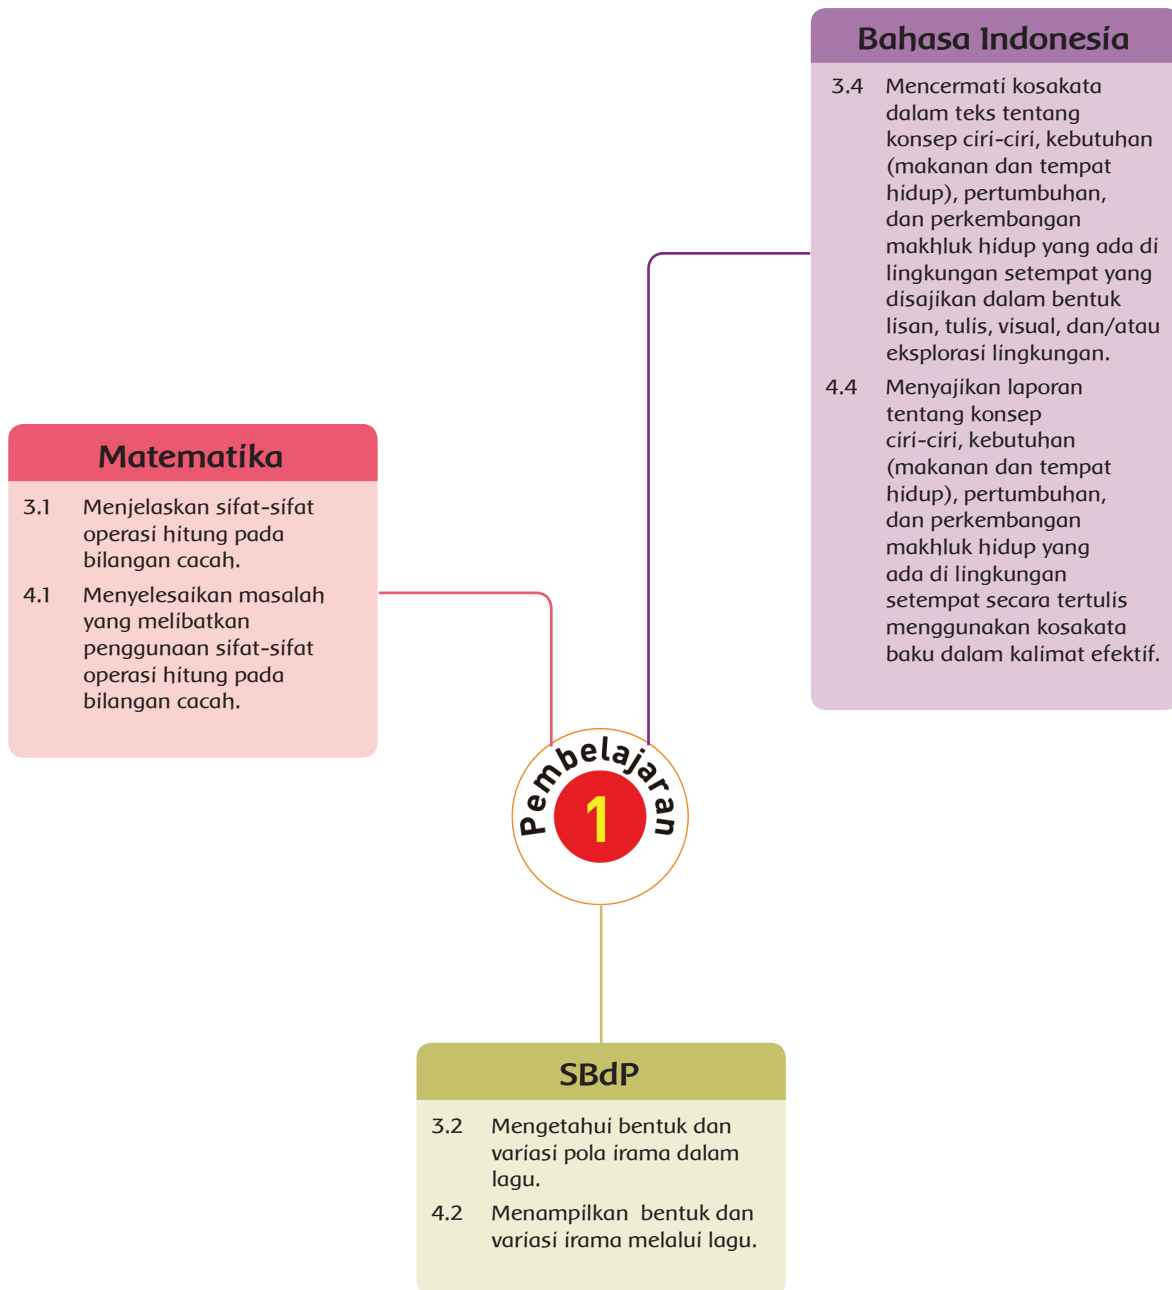 Bahasa Indonesia
3.4 Mencermati kosakata
dalam teks tentang
konsep ciri-ciri, kebutuhan
(makanan dan tempat
hidup), pertumbuhan,
dan perkembangan
makhluk hidup yang ada di
lingkungan setempat yang
disajikan dalam bentuk
lisan, tulis, visual, dan/atau
eksplorasi lingkungan.
4.4 Menyajikan laporan
tentang konsep
ciri-ciri, kebutuhan
(makanan dan tempat
hidup), pertumbuhan,
dan perkembangan
makhluk hidup yang
ada di lingkungan
setempat secara tertulis
menggunakan kosakata
baku dalam kalimat efektif.
Matematika
3.1 Menjelaskan sifat-sifat
operasi hitung pada
bilangan cacah.
4.1 Menyelesaikan masalah
yang melibatkan
penggunaan sifat-sifat
operasi hitung pada
bilangan cacah.
Pembelajaran
1
SBdP
3.2 Mengetahui bentuk dan
variasi pola irama dalam
lagu.
4.2 Menampilkan bentuk dan
variasi irama melalui lagu.